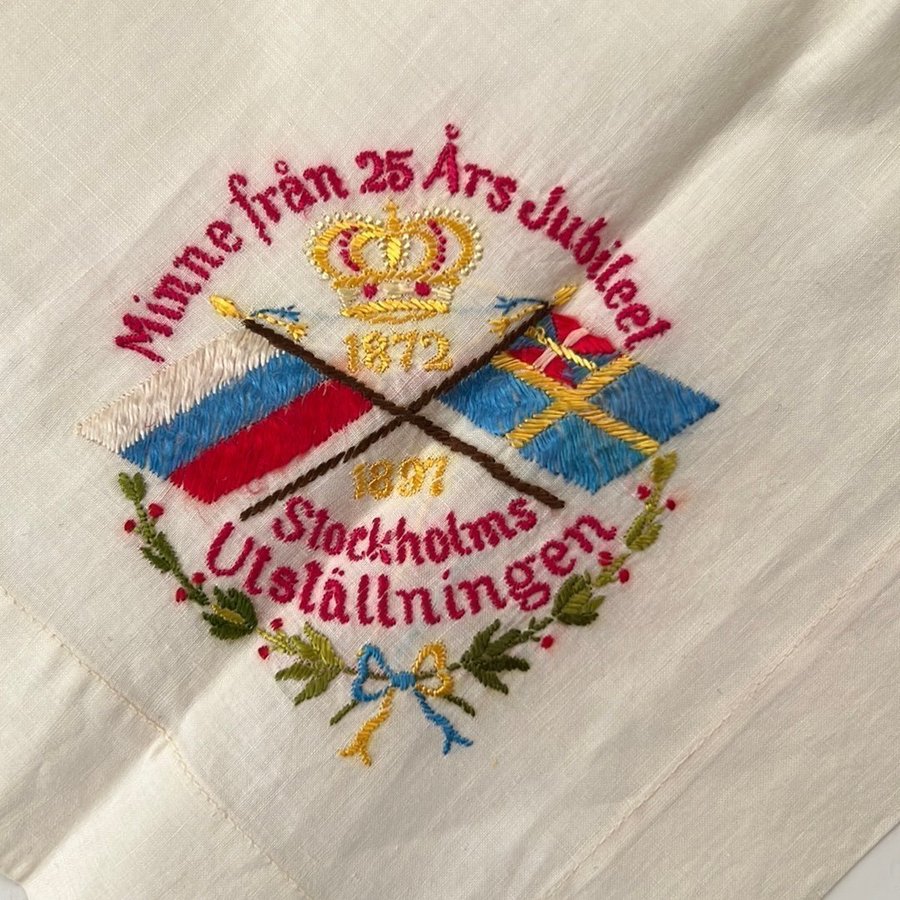 Minne från 25 Års Jubileet
1872
1897
Stockholms
Utställningen